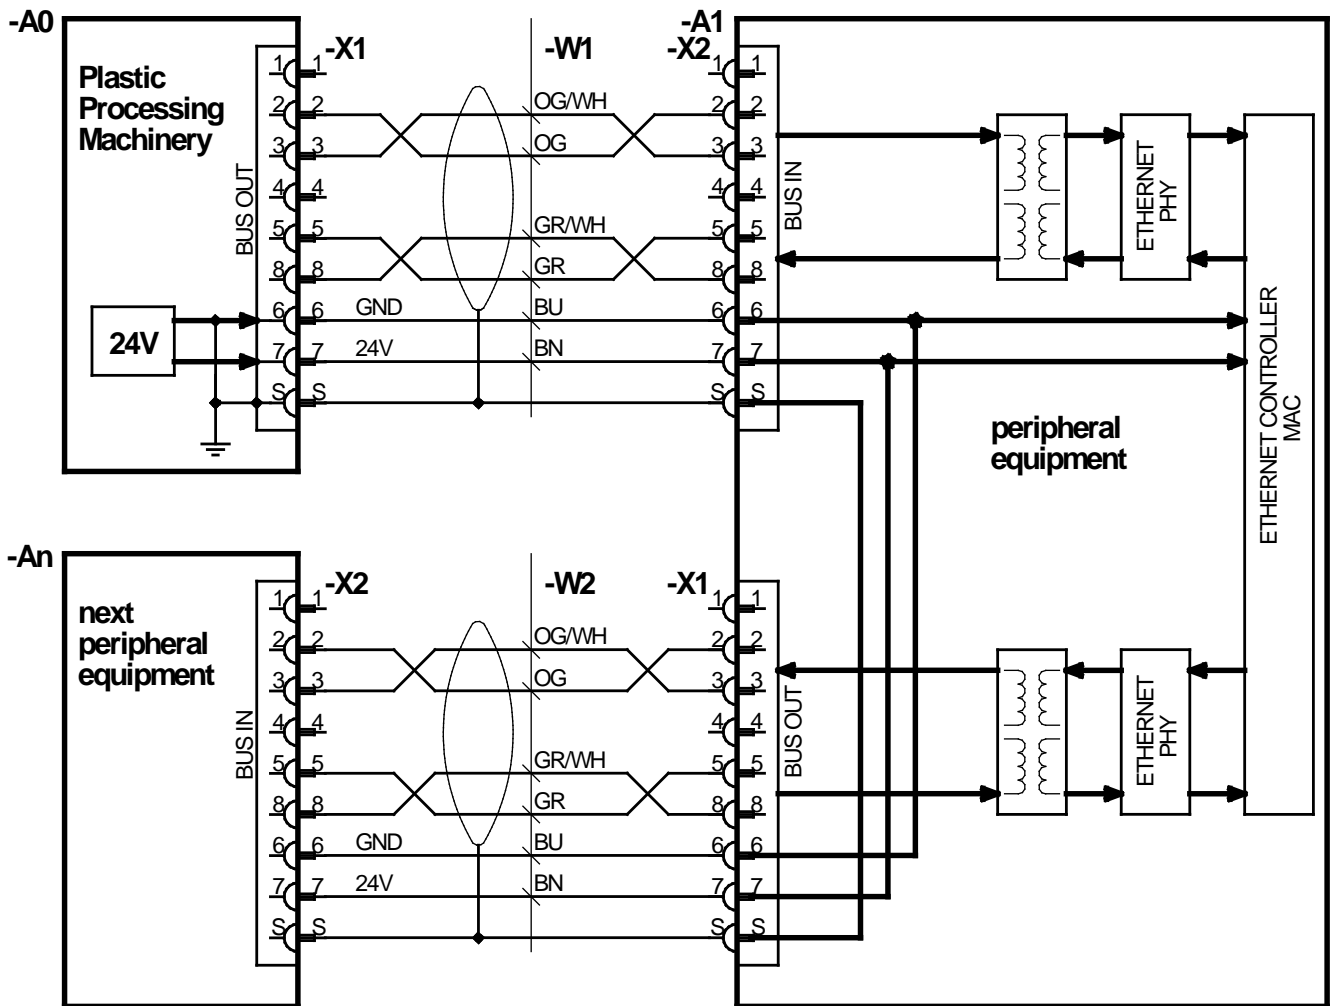 -A0
Plastic
Processing
Machinery
BUS OUT
24V
-X1
1 1
2 2
3 3
4 4
5 5
8 8
6 6
7 7
S S
GND
24V
-W1
OG/WH
OG
GR/WH
GR
BU
BN
-A1
-X2
1 1
2 2
3 3
4 4
5 5
8 8
6 6
7 7
S S
BUS IN
ETHERNET
PHY
ETHERNET CONTROLLER
MAC
peripheral
equipment
-An
next
peripheral
equipment
BUS IN
-X2
1 1
2 2
3 3
4 4
5 5
8 8
6 6
7 7
S S
GND
24V
-W2
OG/WH
OG
GR/WH
GR
BU
BN
-X1
1 1
2 2
3 3
4 4
5 5
8 8
6 6
7 7
S S
BUS OUT
ETHERNET
PHY